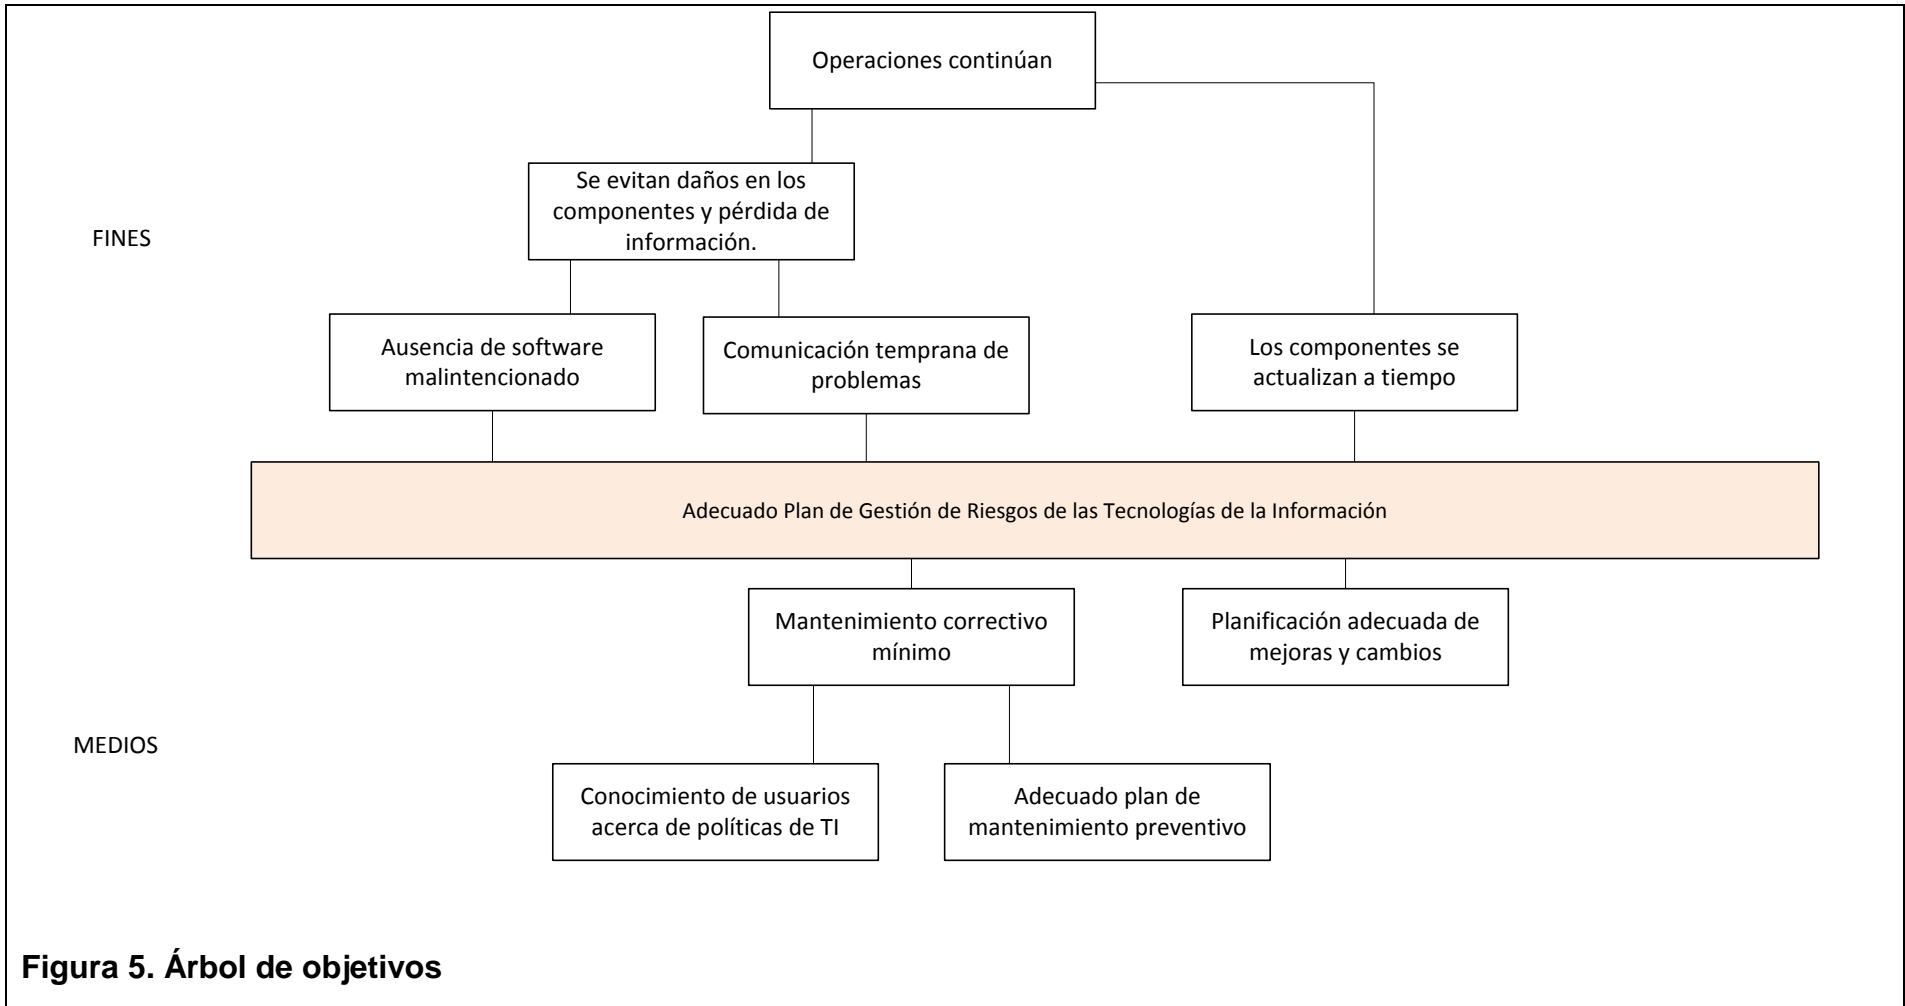 Operaciones continúan
Se evitan daños en los
componentes y pérdida de
información.
FINES
Ausencia de software
malintencionado
Comunicación temprana de
problemas
Los componentes se
actualizan a tiempo
Adecuado Plan de Gestión de Riesgos de las Tecnologías de la Información
Mantenimiento correctivo
mínimo
Planificación adecuada de
mejoras y cambios
MEDIOS
Conocimiento de usuarios
acerca de políticas de TI
Adecuado plan de
mantenimiento preventivo
Figura 5. Árbol de objetivos